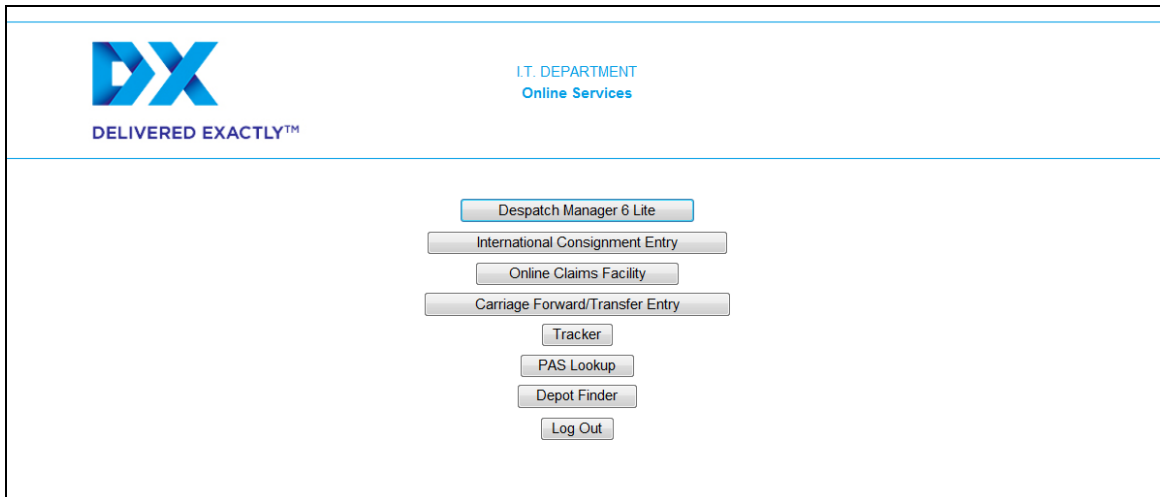 DX
I.T. DEPARTMENT
Online Services
DELIVERED EXACTLY™
Despatch Manager 6 Lite
International Consignment Entry
Online Claims Facility
Carriage Forward/Transfer Entry
Tracker
PAS Lookup
Depot Finder
Log Out